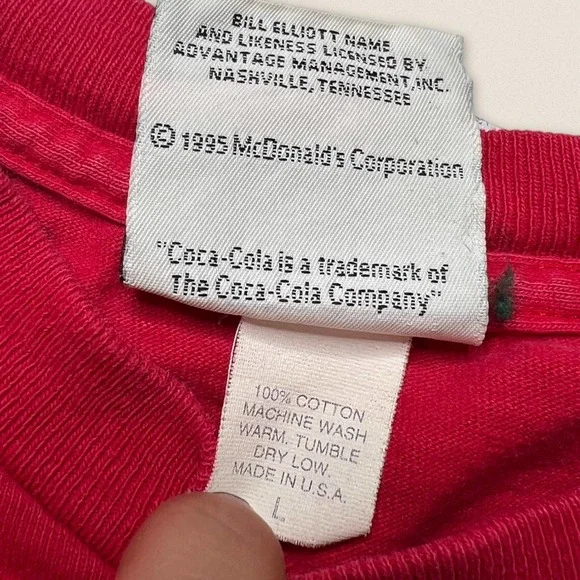 BILL ELLIOTT NAME
AND LIKENESS LICENSED BY
ADVANTAGE MANAGEMENT, INC.
NASHVILLE, TENNESSEE
© 1995 McDonald's Corporation
"Coca-Cola is a trademark of
The Coca-Cola Company"
100% COTTON
MACHINE WASH
WARM. TUMBLE
DRY LOW.
MADE IN U.S.A.
L